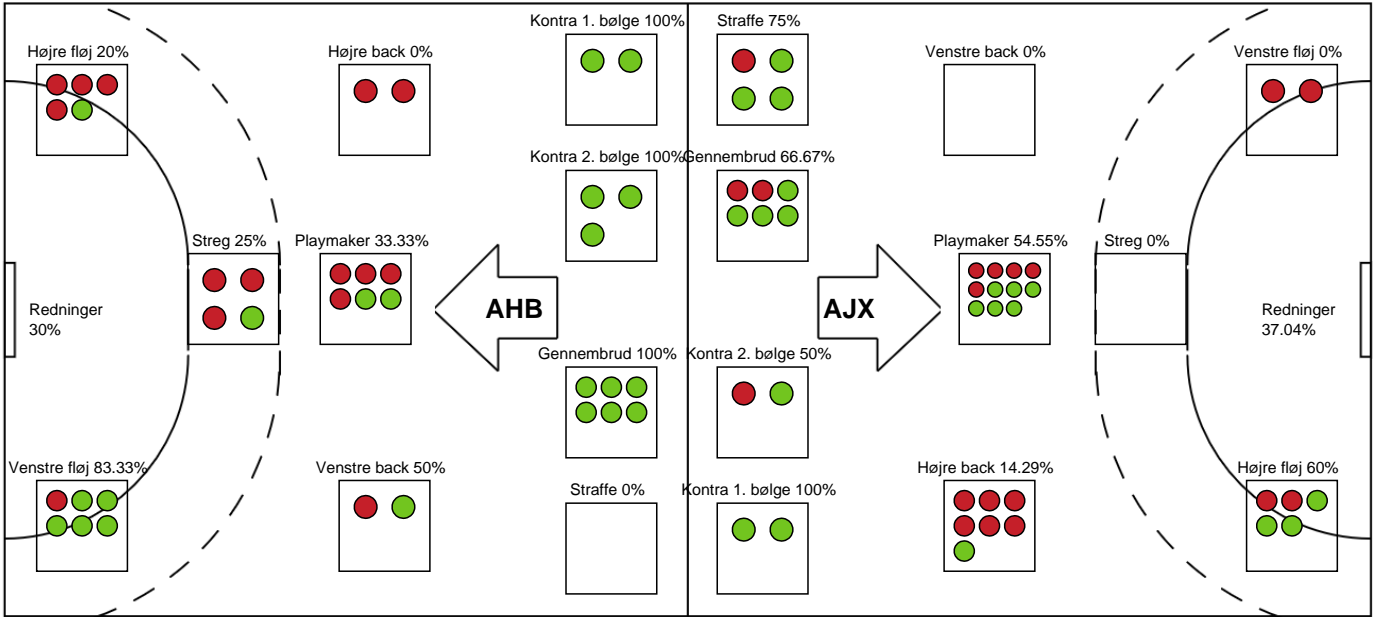 Kontra 1. bølge 100%
Straffe 75%
Højre fløj 20%
Højre back 0%
Venstre back 0%
Venstre fløj 0%
Kontra 2. bølge 100%
Gennembrud 66.67%
Streg 25%
Playmaker 33.33%
Playmaker 54.55%
Streg 0%
Redninger
30%
AHB
AJX
Redninger
37.04%
Gennembrud 100%
Kontra 2. bølge 50%
Venstre fløj 83.33%
Venstre back 50%
Straffe 0%
Kontra 1. bølge 100%
Højre back 14.29%
Højre fløj 60%